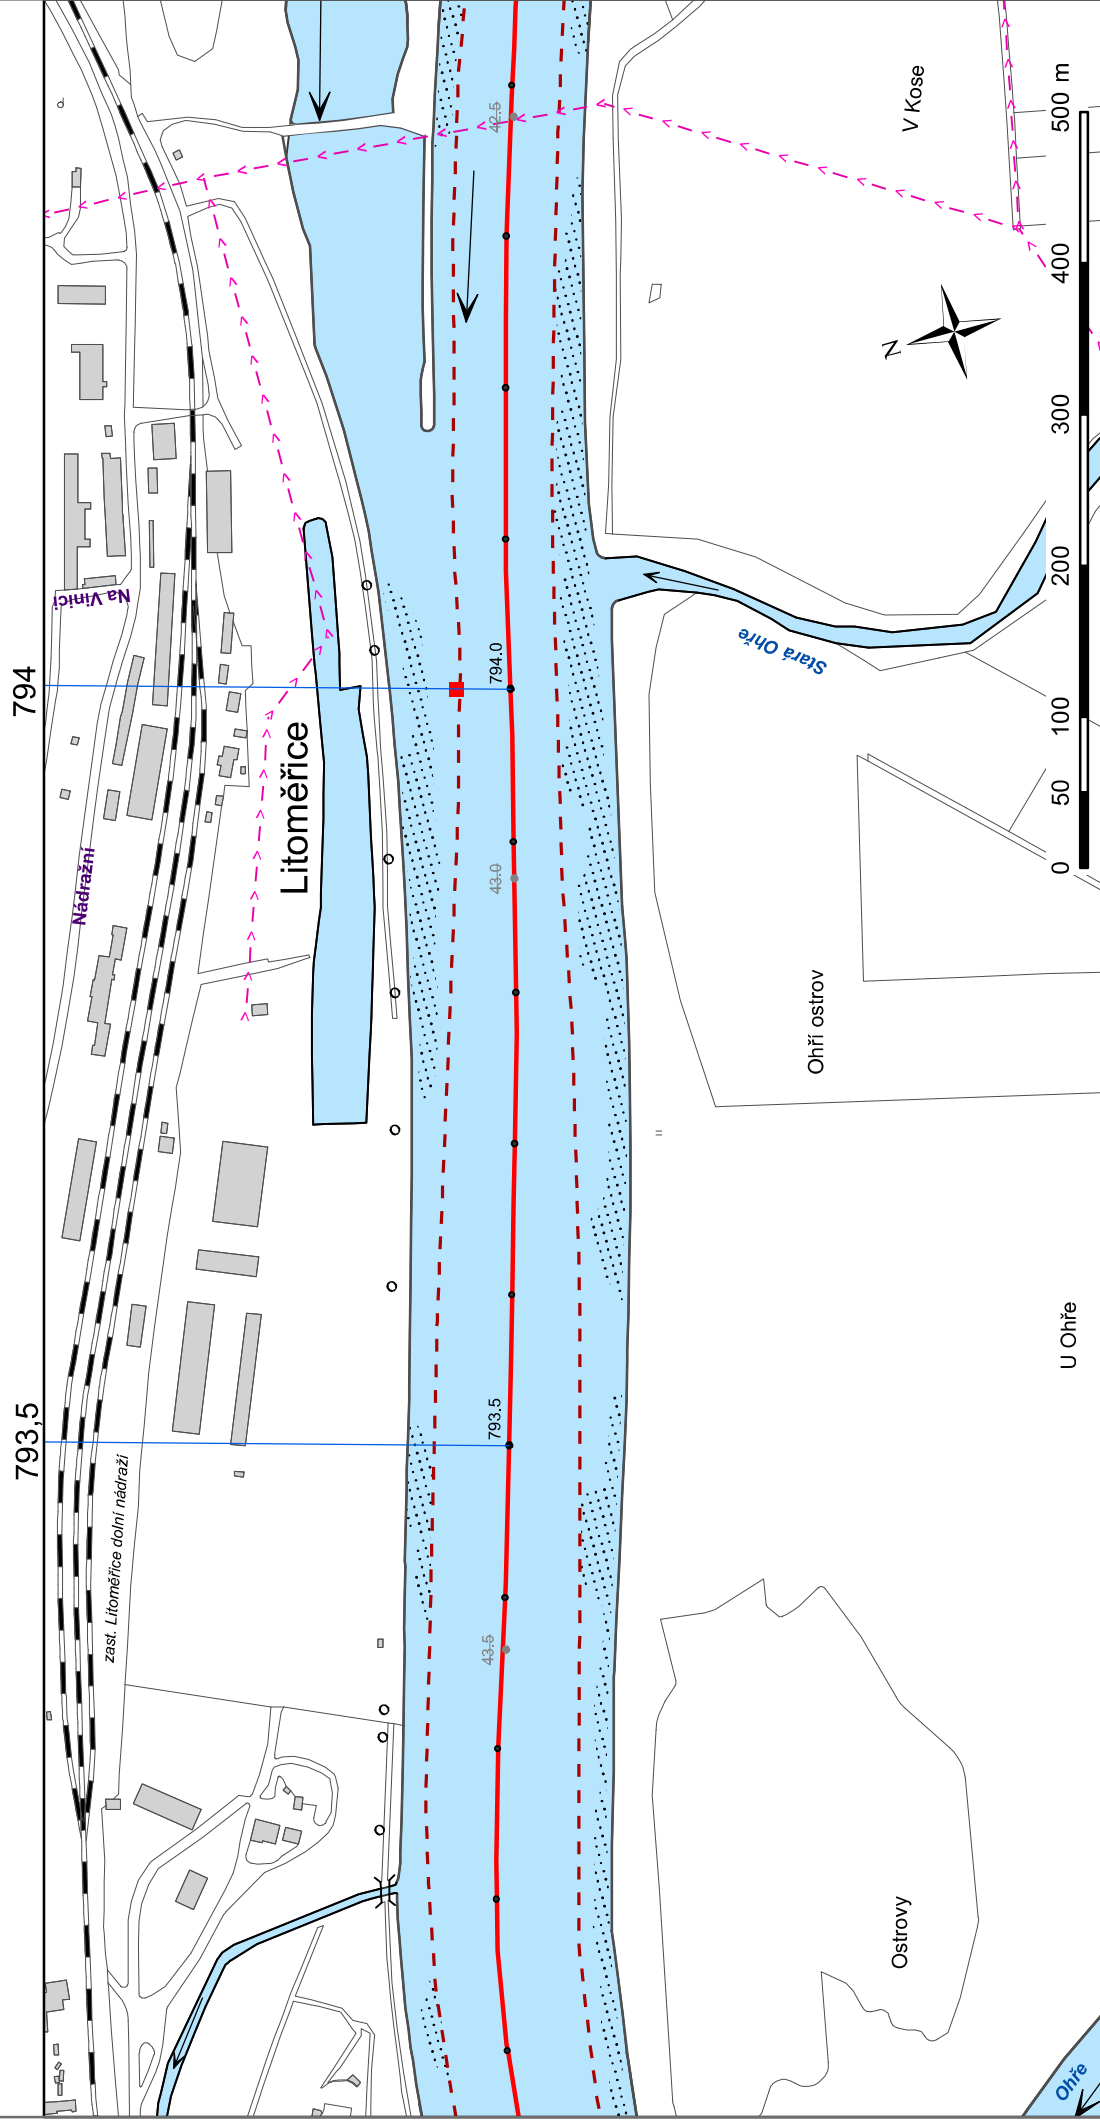 42.5
V Kose
500 m
400
N
300
200
100
50
0
Na Vinici
794
794.0
Stará Ohře
Litoměřice
Nádražní
43.0
Ohří ostrov
793,5
793.5
U Ohře
zast. Litoměřice dolní nádraží
43.5
Ostrovy
Ohře